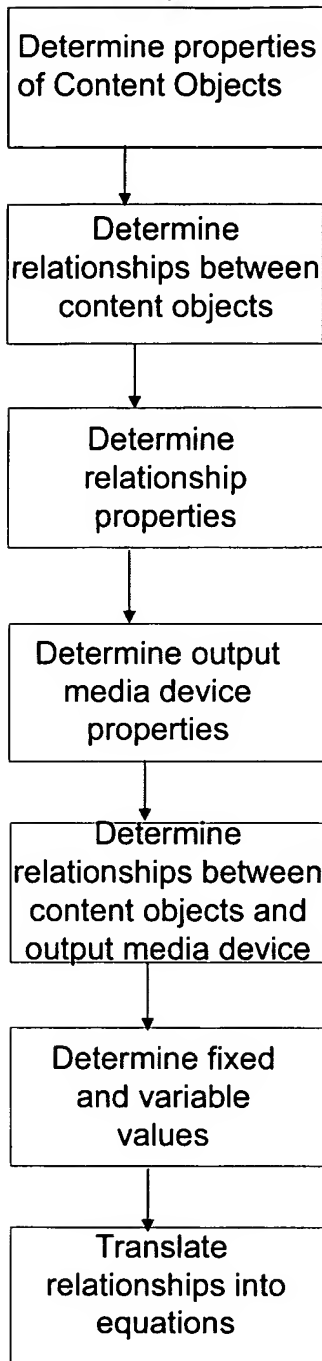 Determine properties
of Content Objects
Determine
relationships between
content objects
Determine
relationship
properties
Determine output
media device
properties
Determine
relationships between
content objects and
output media device
Determine fixed
and variable
values
Translate
relationships into
equations